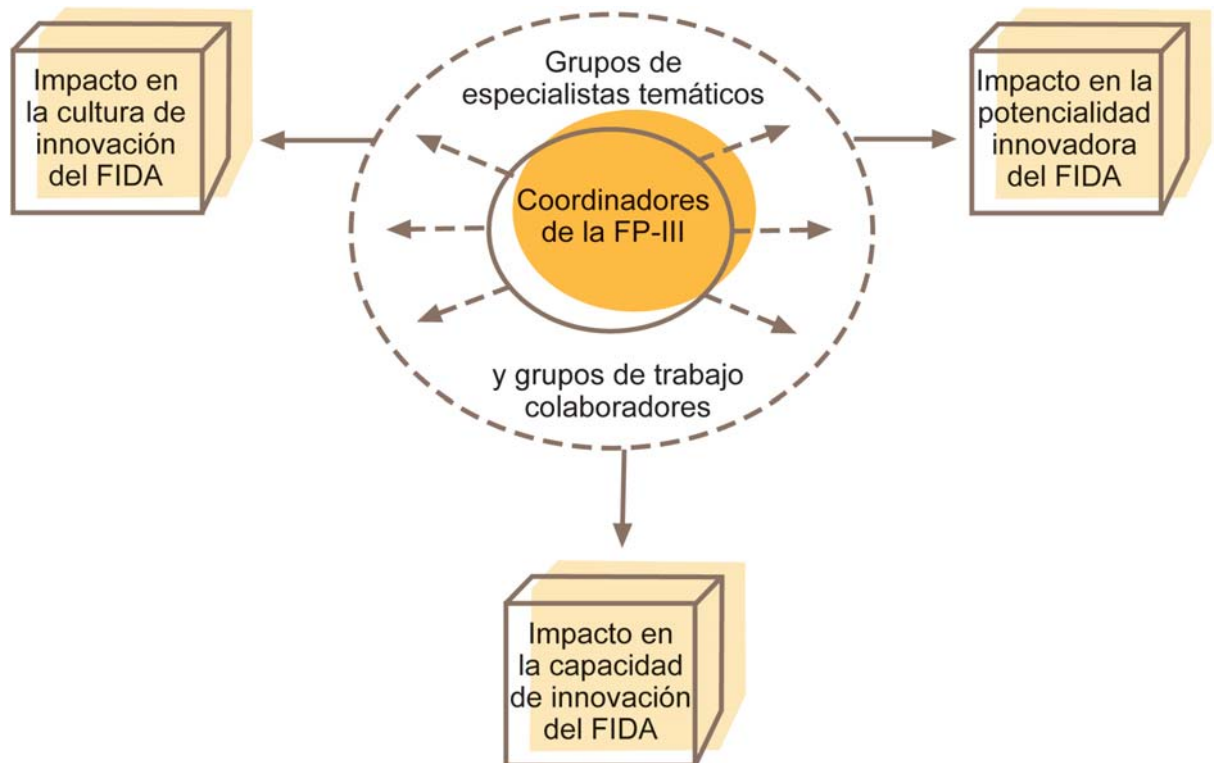 Impacto en
la cultura de
innovación
del FIDA
Grupos de
especialistas temáticos
Coordinadores
de la FP-III
y grupos de trabajo
colaboradores
Impacto en la
potencialidad
innovadora
del FIDA
Impacto en
la capacidad
de innovación
del FIDA